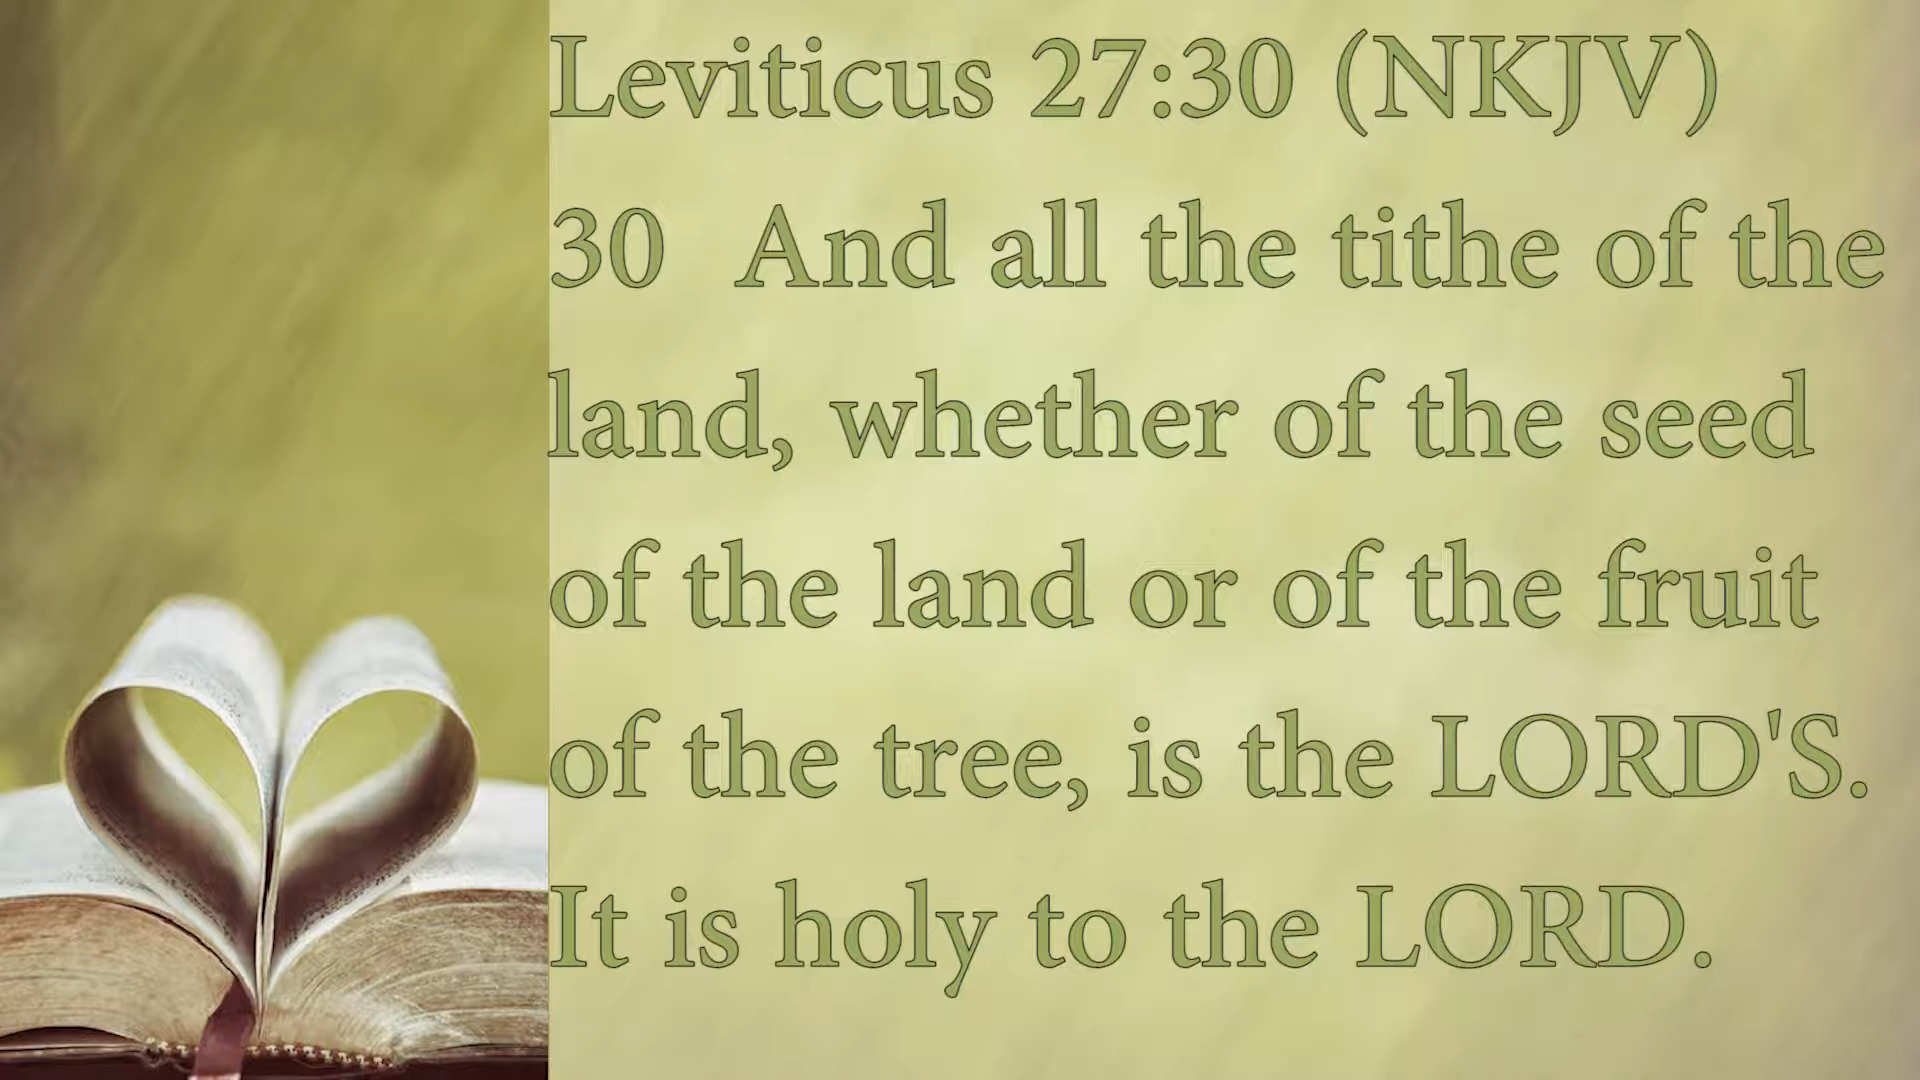 Leviticus 27:30 (NKJV)
30 And all the tithe of the
land, whether of the seed
of the land or of the fruit
of the tree, is the LORD'S.
It is holy to the LORD.